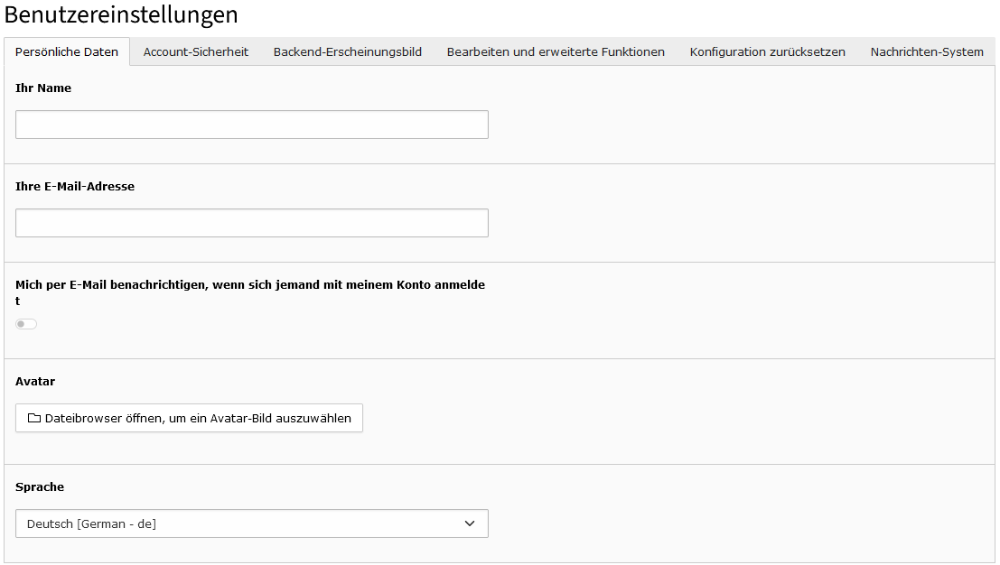 Benutzereinstellungen
Persönliche Daten Account-Sicherheit Backend-Erscheinungsbild Bearbeiten und erweiterte Funktionen Konfiguration zurücksetzen Nachrichten-System
Ihr Name
Ihre E-Mail-Adresse
Mich per E-Mail benachrichtigen, wenn sich jemand mit meinem Konto anmelde
t
Avatar
Dateibrowser öffnen, um ein Avatar-Bild auszuwählen
Sprache
Deutsch [German - de]